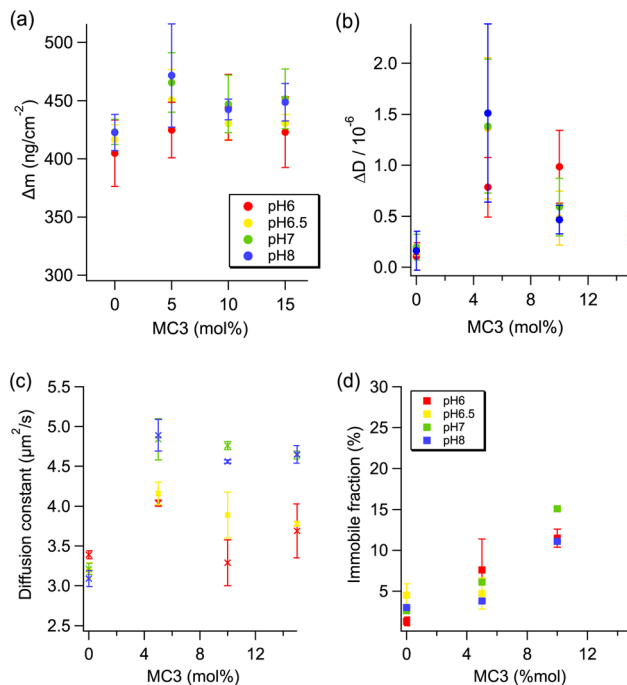 (a)
Δm (ng/cm⁻²)
450
400
350
300
0
5
10
15
MC3 (mol%)
pH6
pH6.5
pH7
pH8
(b)
ΔD / 10⁻⁶
2.0
1.5
1.0
0.5
0.0
0
4
8
12
MC3 (mol%)
(c)
Diffusion constant (μm²/s)
5.5
5.0
4.5
4.0
3.5
3.0
2.5
0
4
8
12
MC3 (mol%)
(d)
Immobile fraction (%)
30
25
20
15
10
5
0
4
8
12
MC3 (%mol)
pH6
pH6.5
pH7
pH8